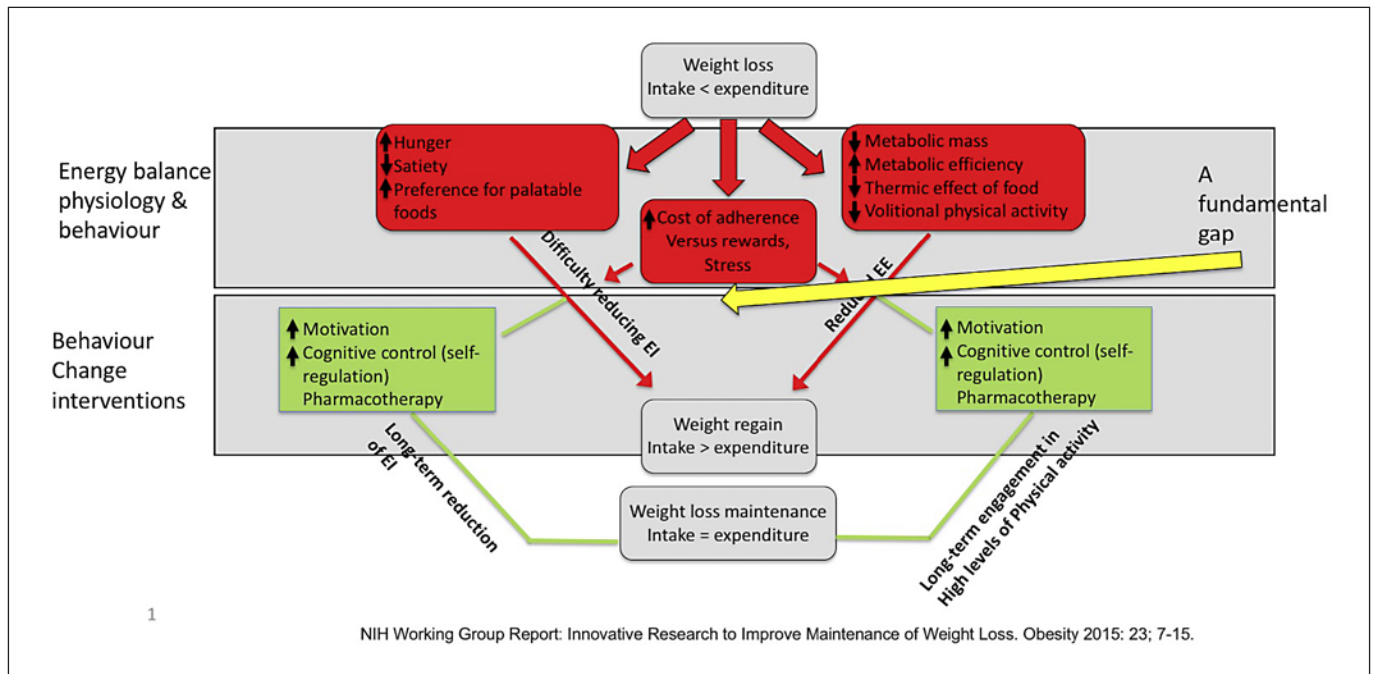 Weight loss
Intake < expenditure
Energy balance
physiology &
behaviour
Hunger
Satiety
Preference for palatable
foods
Cost of adherence
Versus rewards,
Stress
Metabolic mass
Metabolic efficiency
Thermic effect of food
Volitional physical activity
A
fundamental
gap
Difficulty reducing EI
EE
Behaviour
Change
interventions
Motivation
Cognitive control (self-
regulation)
Pharmacotherapy
Weight regain
Intake > expenditure
Motivation
Cognitive control (self-
regulation)
Pharmacotherapy
Long-term reduction
of EI
Weight loss maintenance
Intake = expenditure
Long-term engagement in
High levels of Physical activity
1
NIH Working Group Report: Innovative Research to Improve Maintenance of Weight Loss. Obesity 2015: 23; 7-15.